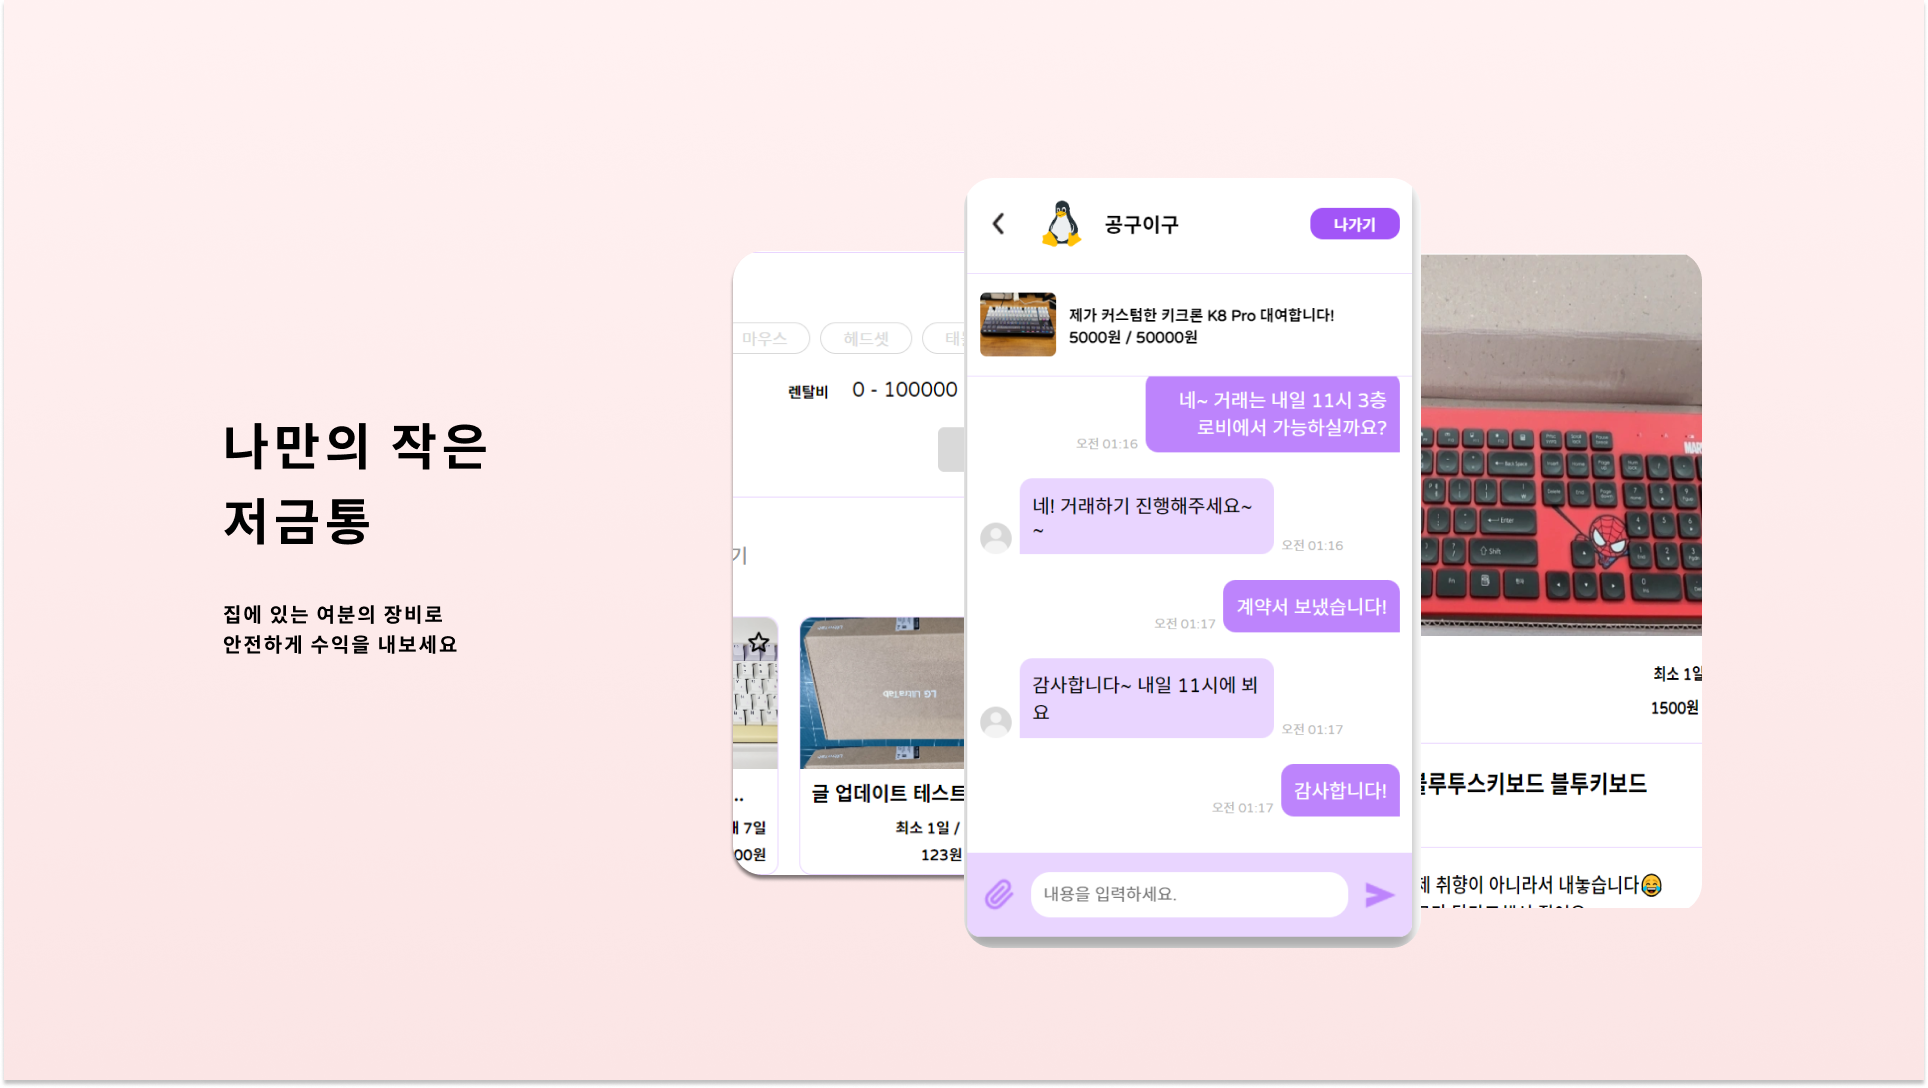 나만의 작은
저금통
집에 있는 여분의 장비로
안전하게 수익을 내보세요
마우스
헤드셋
렌탈비
0 - 100000
기
7일
00원
LG UltraTab
글 업데이트 테스트
최소 1일 /
123원
공구이구
나가기
제가 커스텀한 키크론 K8 Pro 대여합니다!
5000원 / 50000원
네~ 거래는 내일 11시 3층
로비에서 가능하실까요?
오전 01:16
네! 거래하기 진행해주세요~
~
오전 01:16
계약서 보냈습니다!
오전 01:17
감사합니다~ 내일 11시에 뵈
요
오전 01:17
감사합니다!
오전 01:17
내용을 입력하세요.
Back Space
Enter
Shift
최소 1일
1500원
블루투스키보드 블투키보드
제 취향이 아니라서 내놓습니다😂